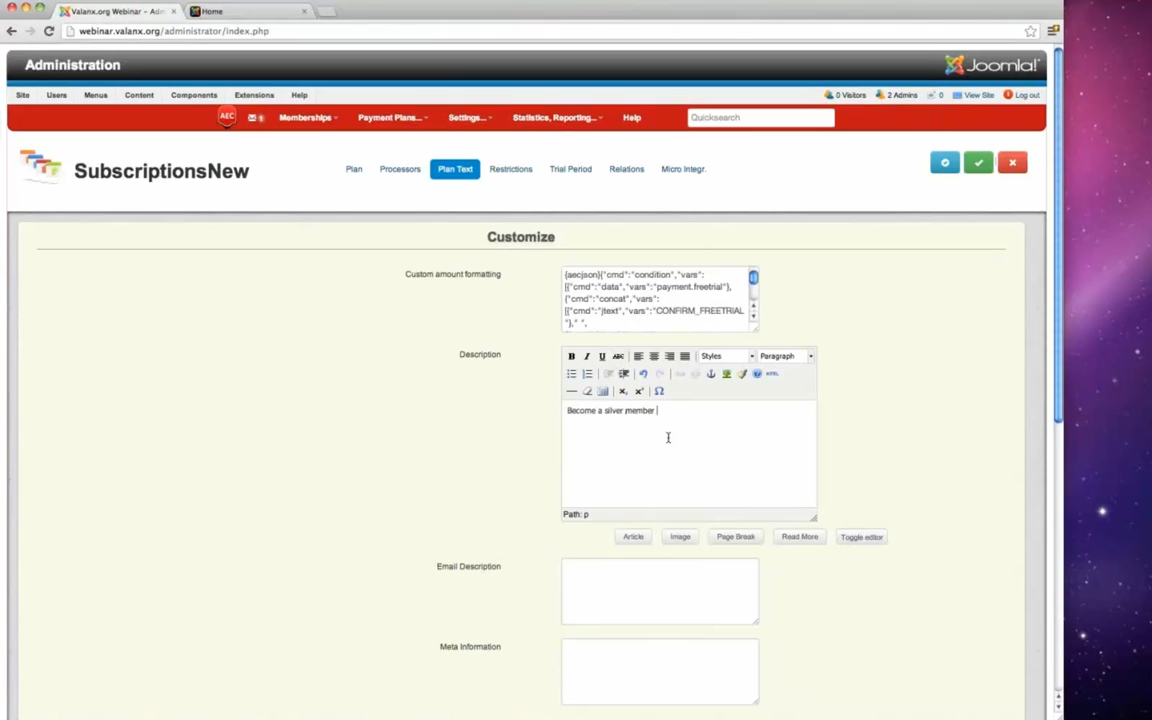 Valanx.org Webinar - Adm
Home
webinar.valanx.org/administrator/index.php
Administration
Joomla!
Site Users Menus Content Components Extensions Help
0 Visitors 2 Admins 0 View Site Log out
AEC Memberships Payment Plans... Settings... Statistics, Reporting... Help Quicksearch
SubscriptionsNew
Plan Processors Plan Text Restrictions Trial Period Relations Micro Integr.
Customize
Custom amount formatting
{aecjson}{"cmd":"condition","vars":
[{"cmd":"data","vars":"payment.freetrial"},
{"cmd":"concat","vars":
[{"cmd":"jtext","vars":"CONFIRM_FREETRIAL
"}," ",
Description
B I U ABC Styles Paragraph
HTML
Become a silver member
Path: p
Article Image Page Break Read More Toggle editor
Email Description
Meta Information